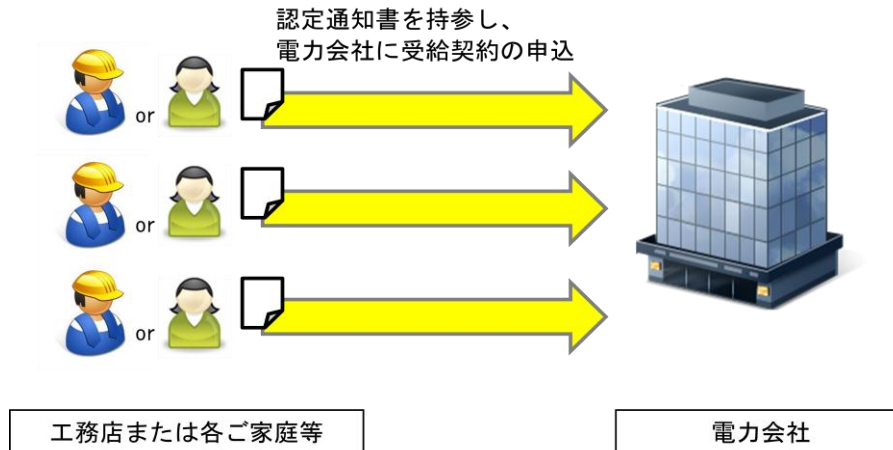 認定通知書を持参し、
電力会社に受給契約の申込
or
or
or
工務店または各ご家庭等
電力会社